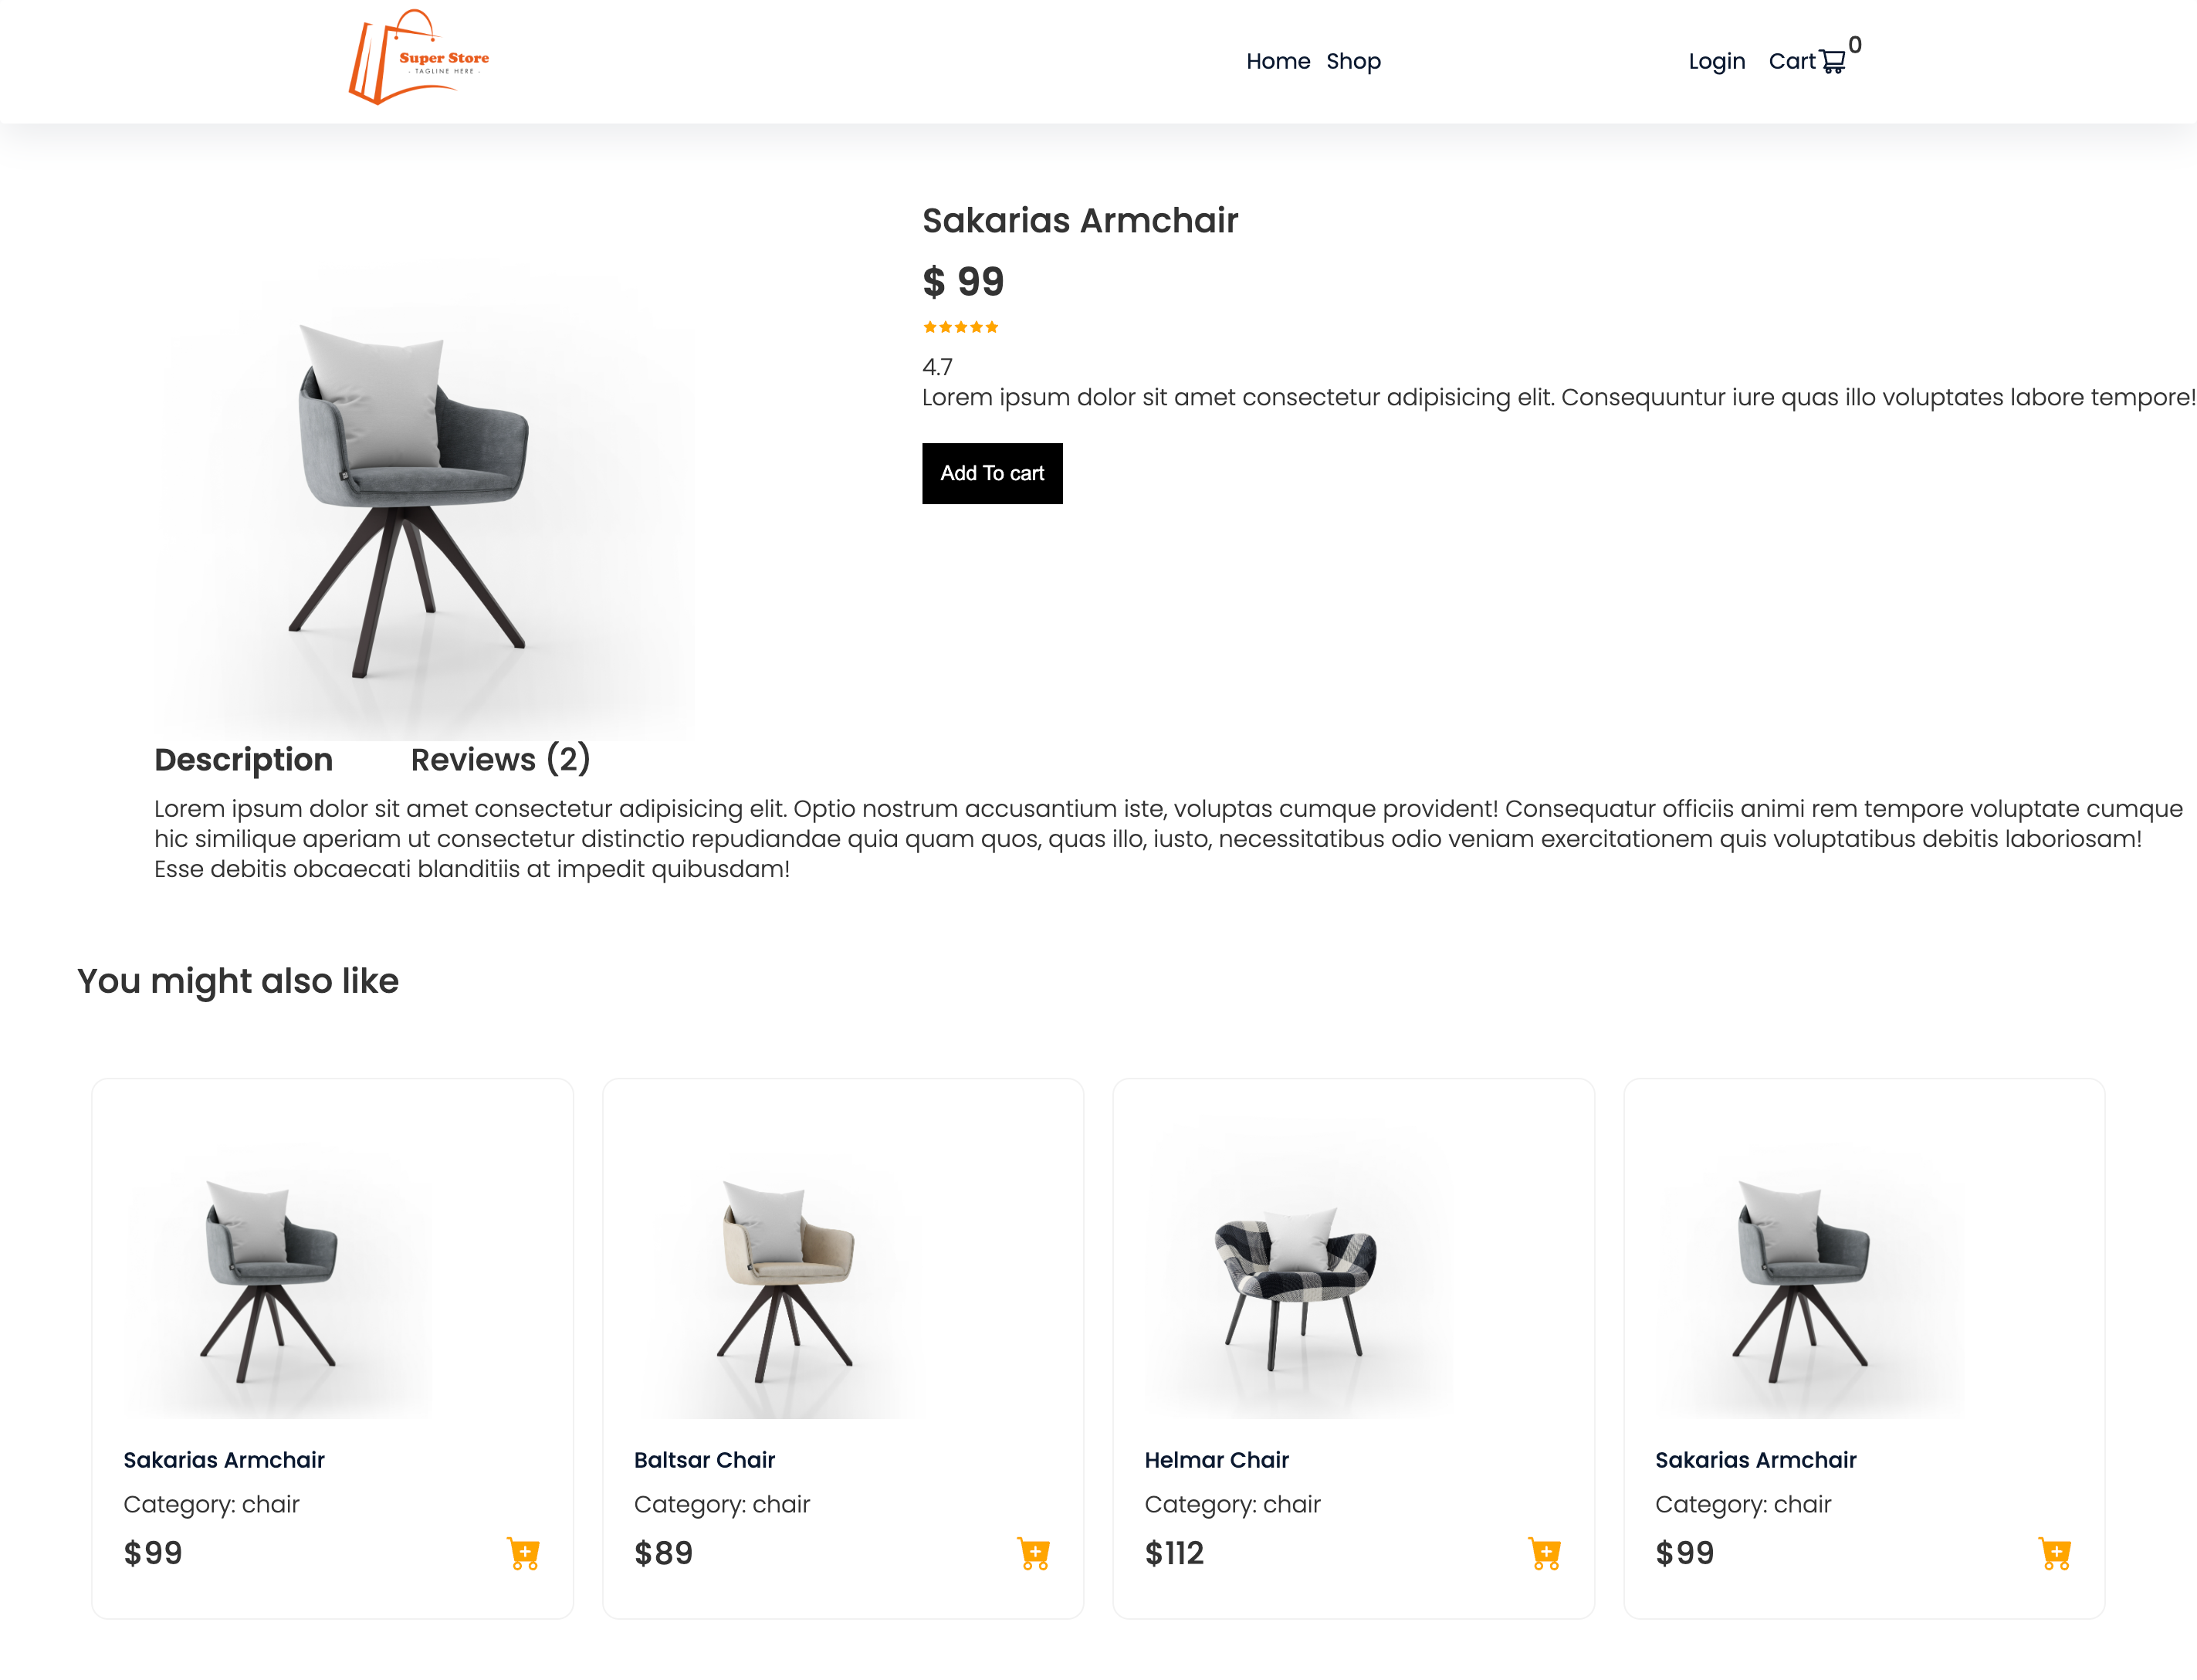 Super Store
- TAGLINE HERE -
Home Shop
Login Cart 0
Sakarias Armchair
$ 99
4.7
Lorem ipsum dolor sit amet consectetur adipisicing elit. Consequuntur iure quas illo voluptates labore tempore!
Add To cart
Description Reviews (2)
Lorem ipsum dolor sit amet consectetur adipisicing elit. Optio nostrum accusantium iste, voluptas cumque provident! Consequatur officiis animi rem tempore voluptate cumque
hic similique aperiam ut consectetur distinctio repudiandae quia quam quos, quas illo, iusto, necessitatibus odio veniam exercitationem quis voluptatibus debitis laboriosam!
Esse debitis obcaecati blanditiis at impedit quibusdam!
You might also like
Sakarias Armchair
Category: chair
$99
Baltsar Chair
Category: chair
$89
Helmar Chair
Category: chair
$112
Sakarias Armchair
Category: chair
$99